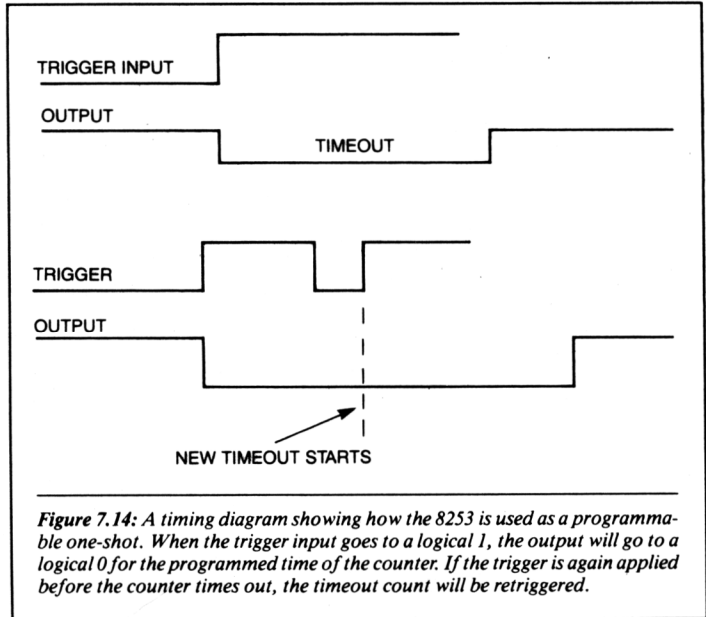 TRIGGER INPUT
OUTPUT
TIMEOUT
TRIGGER
OUTPUT
NEW TIMEOUT STARTS
Figure 7.14: A timing diagram showing how the 8253 is used as a programma-
ble one-shot. When the trigger input goes to a logical 1, the output will go to a
logical 0 for the programmed time of the counter. If the trigger is again applied
before the counter times out, the timeout count will be retriggered.